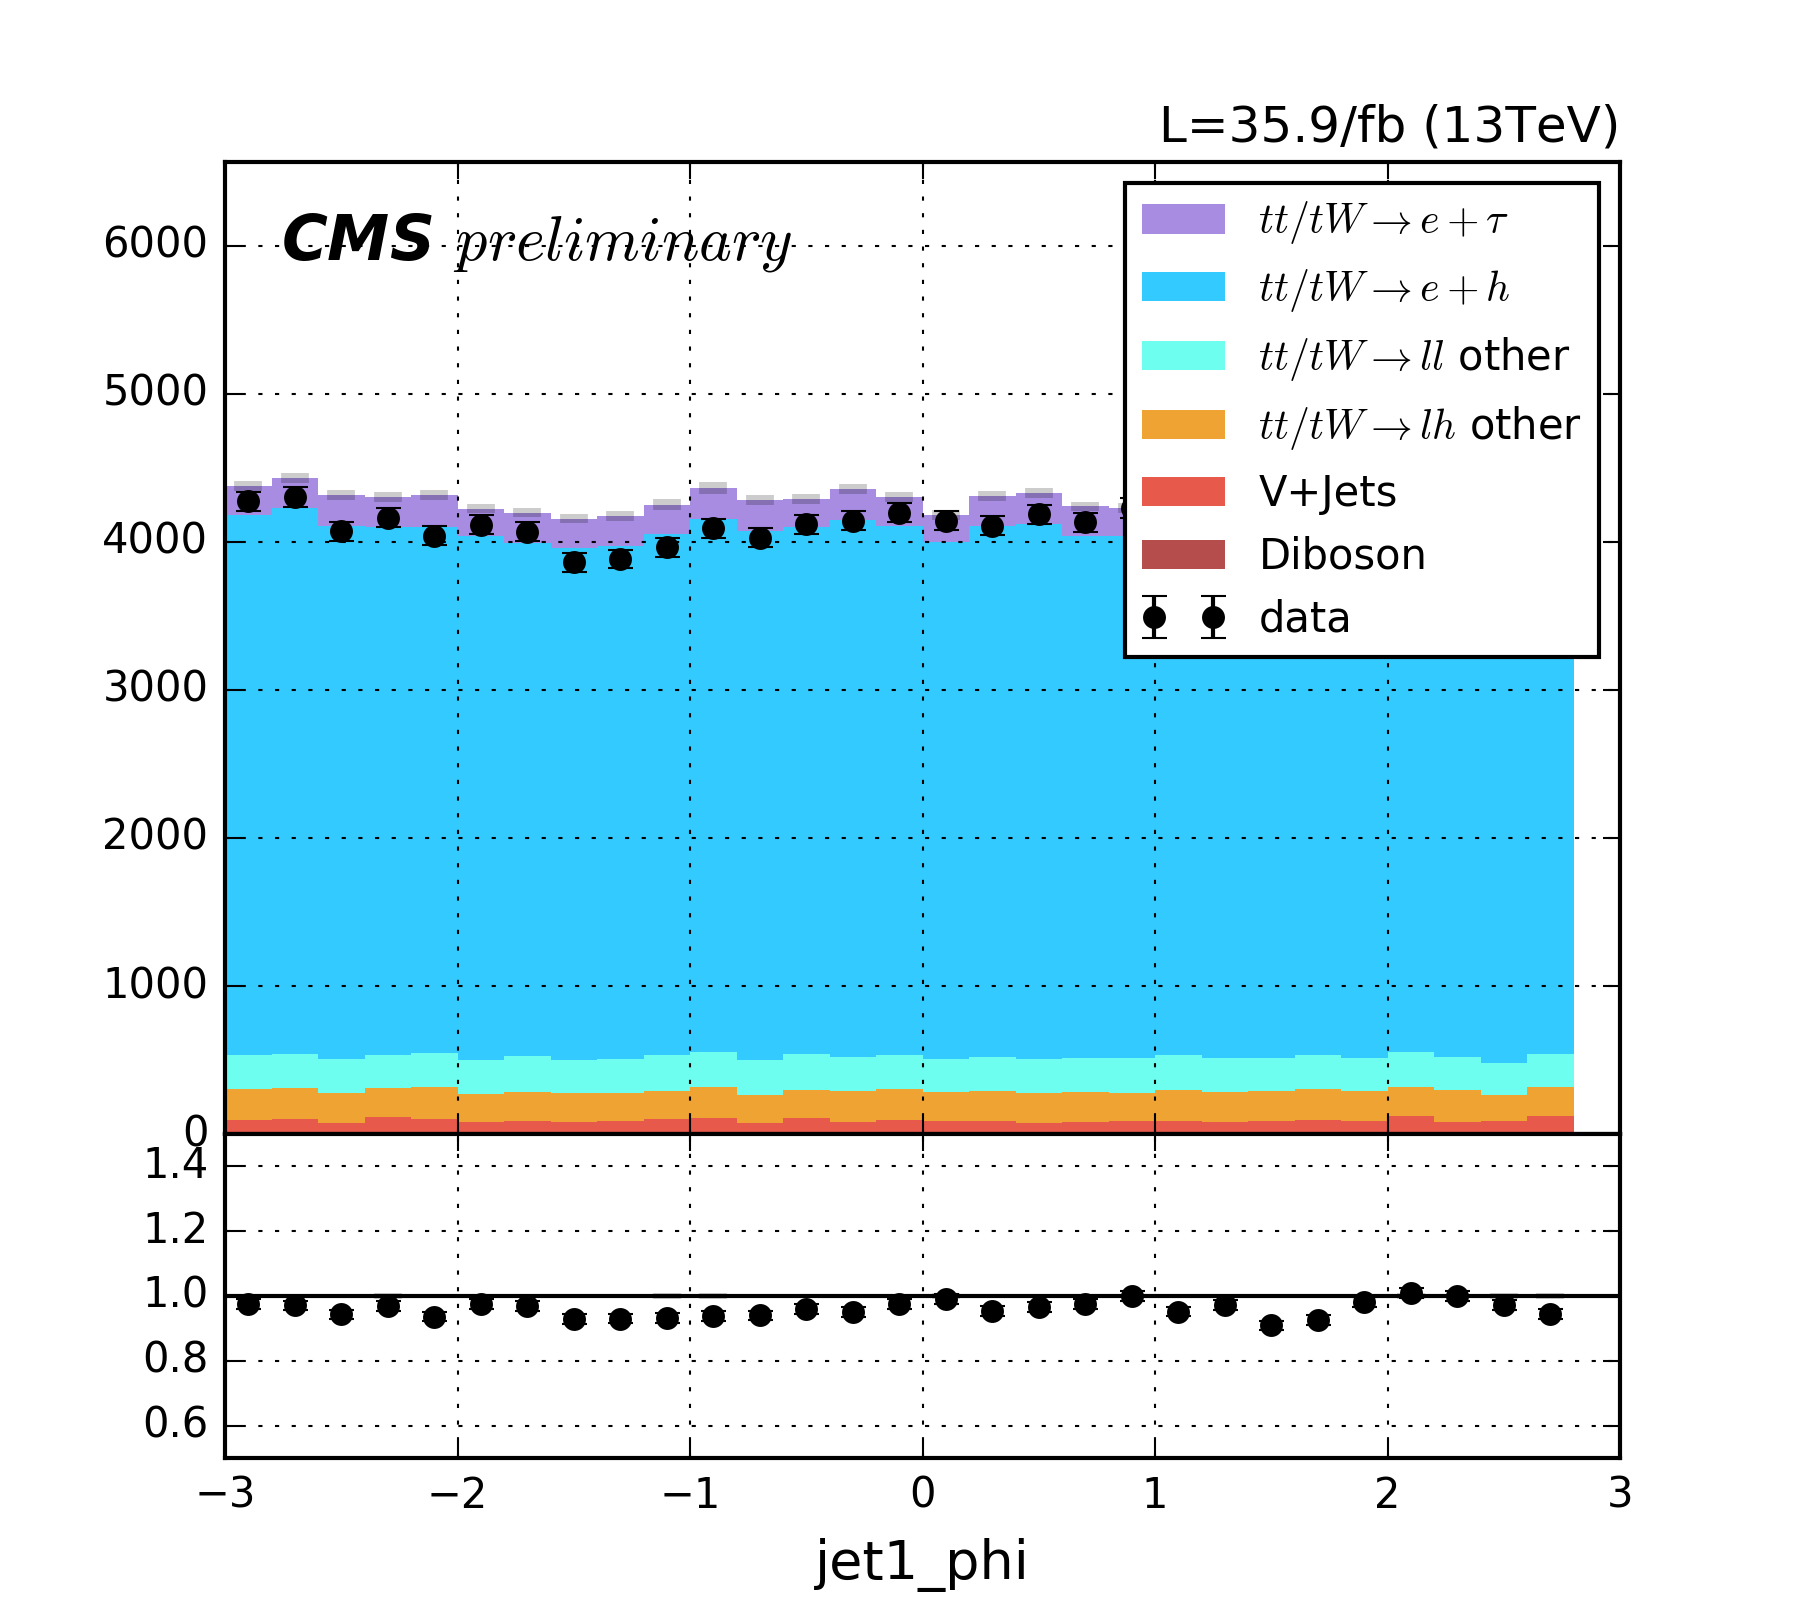 L=35.9/fb (13TeV)
CMS preliminary
6000
5000
4000
3000
2000
1000
0
tt/tW→e+τ
tt/tW→e+h
tt/tW→ll other
tt/tW→lh other
V+Jets
Diboson
data
1.4
1.2
1.0
0.8
0.6
−3 −2 −1 0 1 2 3
jet1_phi